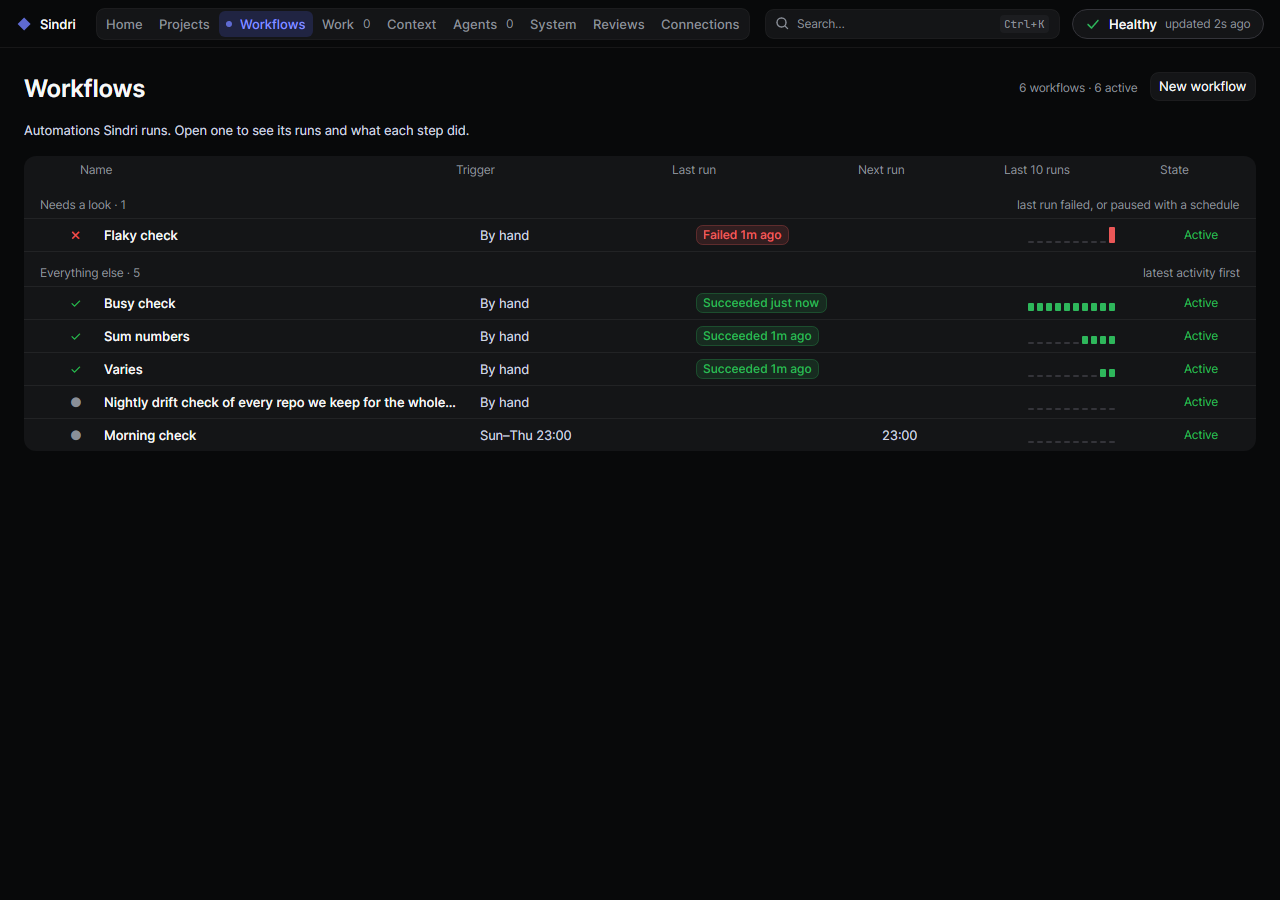 Sindri Home Projects Workflows Work 0 Context Agents 0 System Reviews Connections Search... Ctrl+K Healthy updated 2s ago
Workflows 6 workflows · 6 active New workflow
Automations Sindri runs. Open one to see its runs and what each step did.
Name Trigger Last run Next run Last 10 runs State
Needs a look · 1 last run failed, or paused with a schedule
Flaky check By hand Failed 1m ago Active
Everything else · 5 latest activity first
Busy check By hand Succeeded just now Active
Sum numbers By hand Succeeded 1m ago Active
Varies By hand Succeeded 1m ago Active
Nightly drift check of every repo we keep for the whole... By hand Active
Morning check Sun–Thu 23:00 23:00 Active